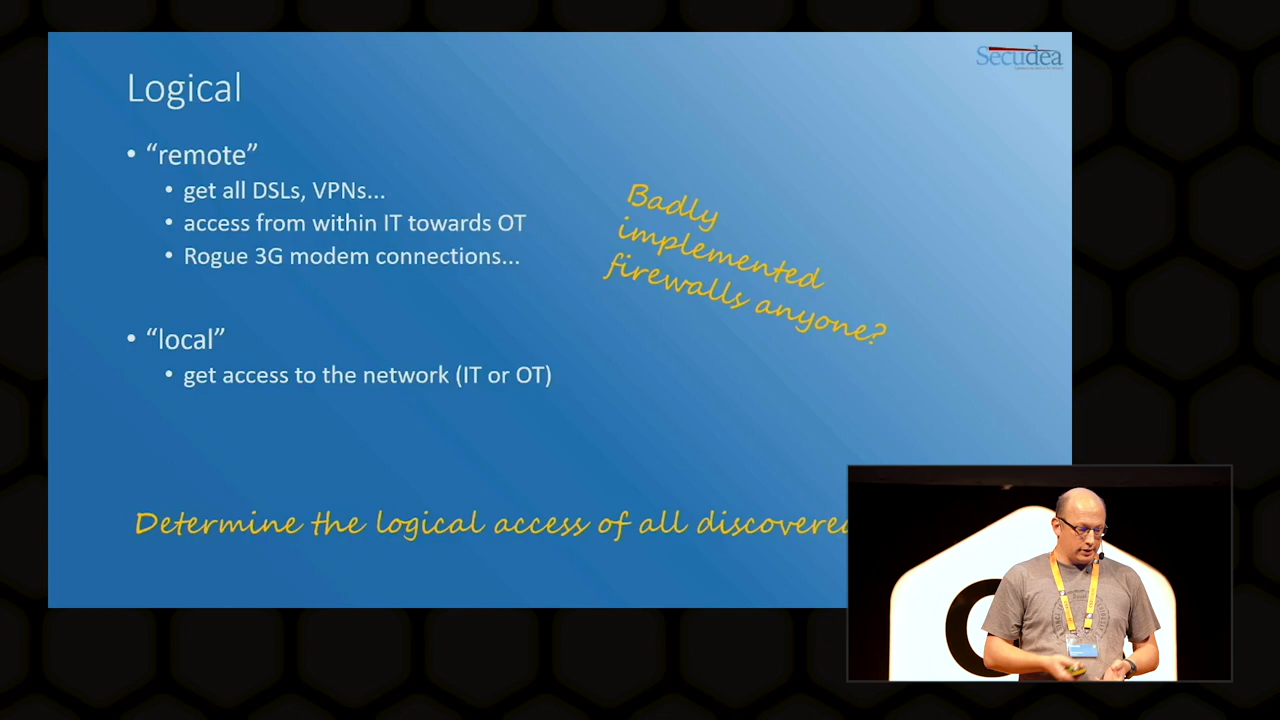 Secudea
Logical
• “remote”
• get all DSLs, VPNs...
• access from within IT towards OT
• Rogue 3G modem connections...
Badly
implemented
firewalls anyone?
• “local”
• get access to the network (IT or OT)
Determine the logical access of all discovered